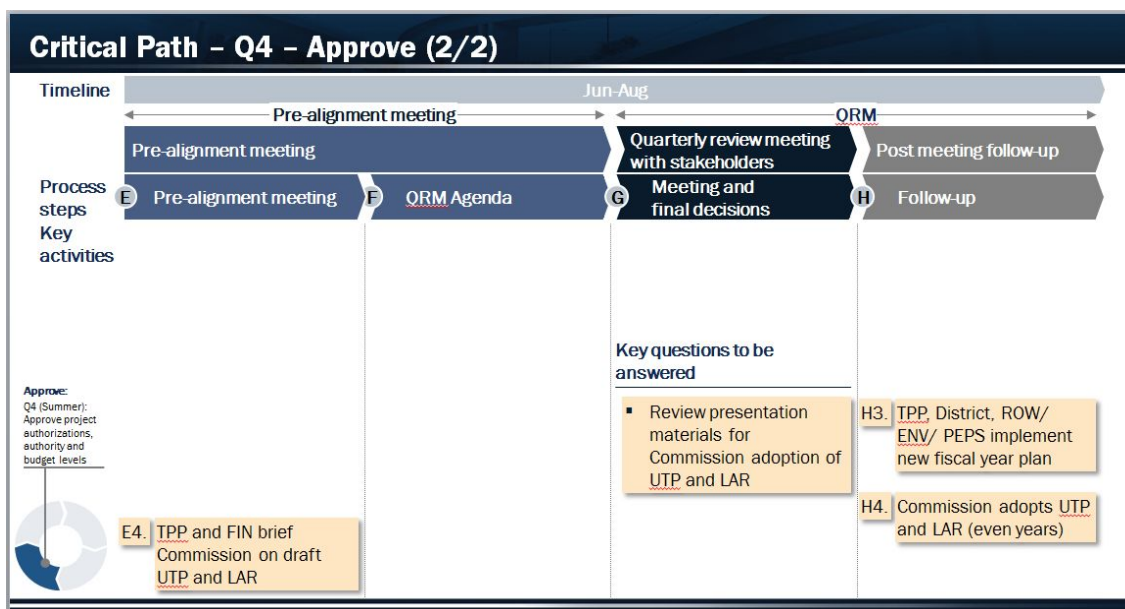 Critical Path – Q4 – Approve (2/2)
Timeline
Jun-Aug
Pre-alignment meeting
QRM
Pre-alignment meeting
Quarterly review meeting
with stakeholders
Post meeting follow-up
Process
steps
E
Pre-alignment meeting
F
QRM Agenda
G
Meeting and
final decisions
H
Follow-up
Key
activities
Key questions to be
answered
Approve:
Q4 (Summer):
Approve project
authorizations,
authority and
budget levels
▪ Review presentation
materials for
Commission adoption of
UTP and LAR
H3. TPP, District, ROW/
ENV/ PEPS implement
new fiscal year plan
H4. Commission adopts UTP
and LAR (even years)
E4. TPP and FIN brief
Commission on draft
UTP and LAR